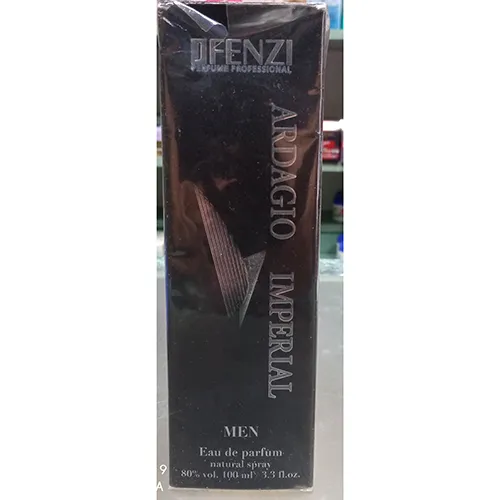 JFENZI
PERFUME PROFESSIONAL
ARDAGIO IMPERIAL
MEN
Eau de parfum
natural spray
80% vol. 100 ml 3.3 fl.oz.
9
A